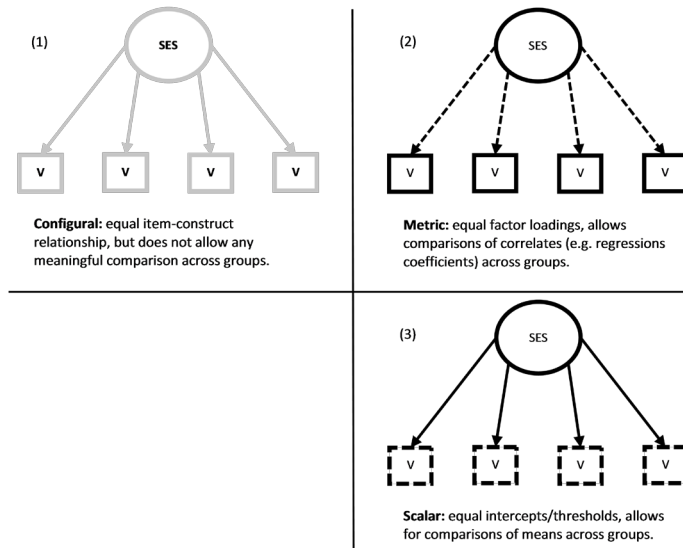 (1)
SES
V V V V
Configural: equal item-construct
relationship, but does not allow any
meaningful comparison across groups.
(2)
SES
V V V V
Metric: equal factor loadings, allows
comparisons of correlates (e.g. regressions
coefficients) across groups.
(3)
SES
V V V V
Scalar: equal intercepts/thresholds, allows
for comparisons of means across groups.